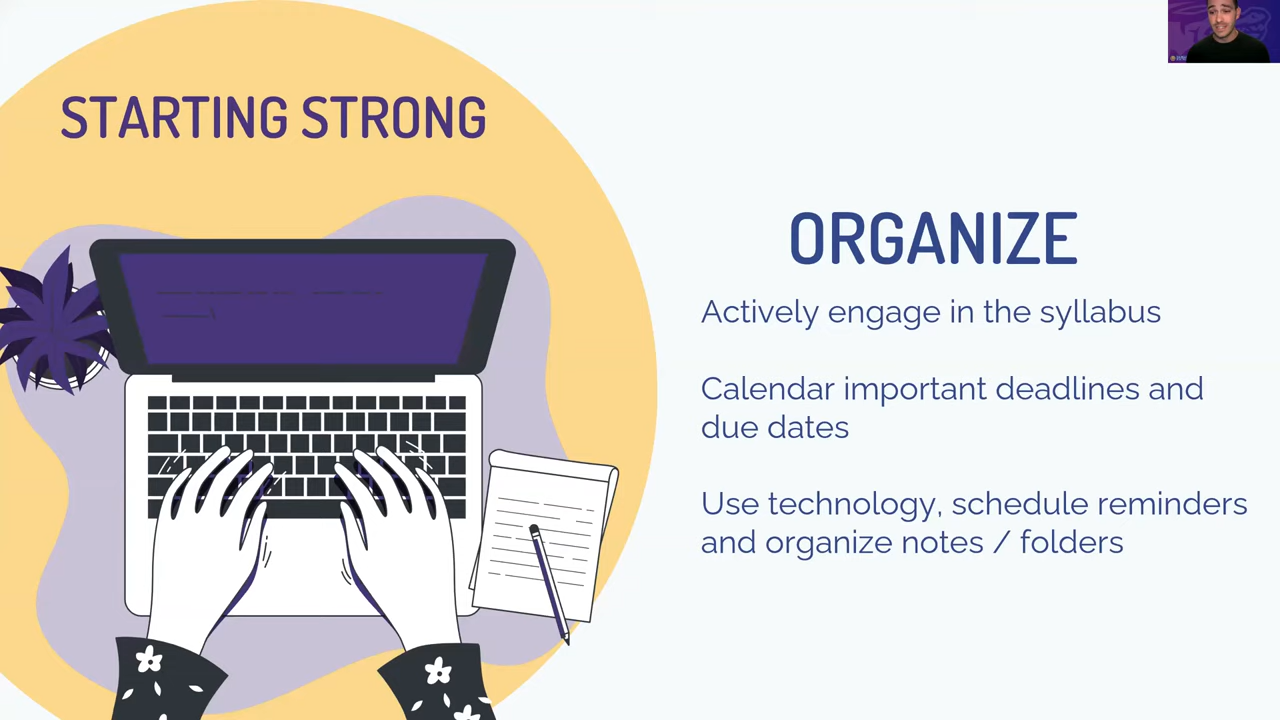 STARTING STRONG
ORGANIZE
Actively engage in the syllabus
Calendar important deadlines and
due dates
Use technology, schedule reminders
and organize notes / folders